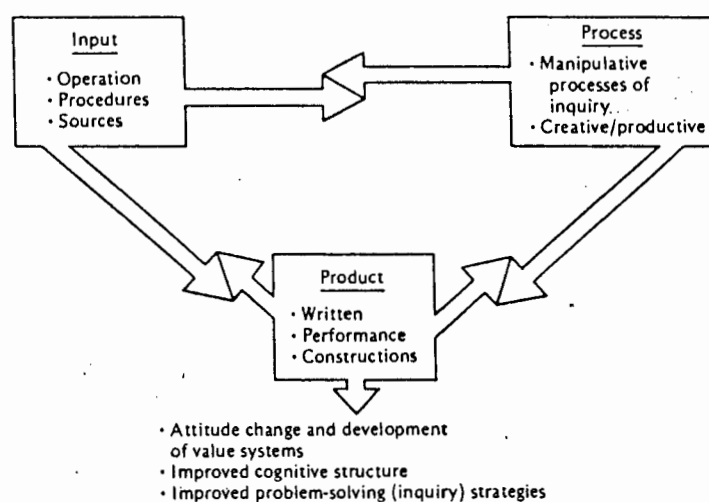 Input
• Operation
• Procedures
• Sources
Process
• Manipulative
processes of
inquiry...
• Creative/productive
Product
• Written
• Performance
• Constructions
• Attitude change and development
of value systems
• Improved cognitive structure
• Improved problem-solving (inquiry) strategies